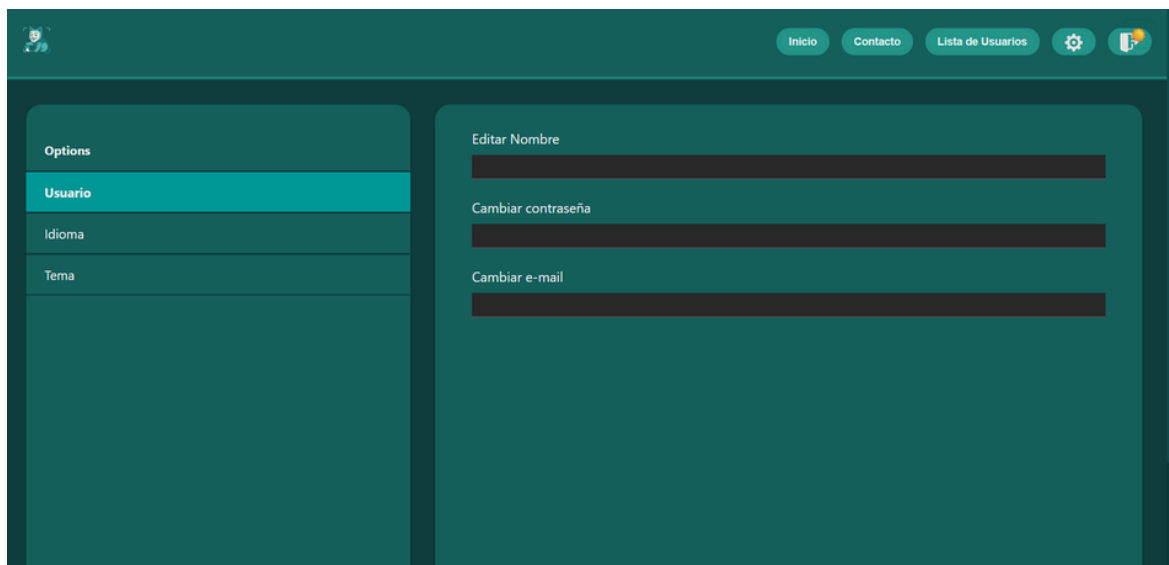 Inicio
Contacto
Lista de Usuarios
Options
Usuario
Idioma
Tema
Editar Nombre
Cambiar contraseña
Cambiar e-mail